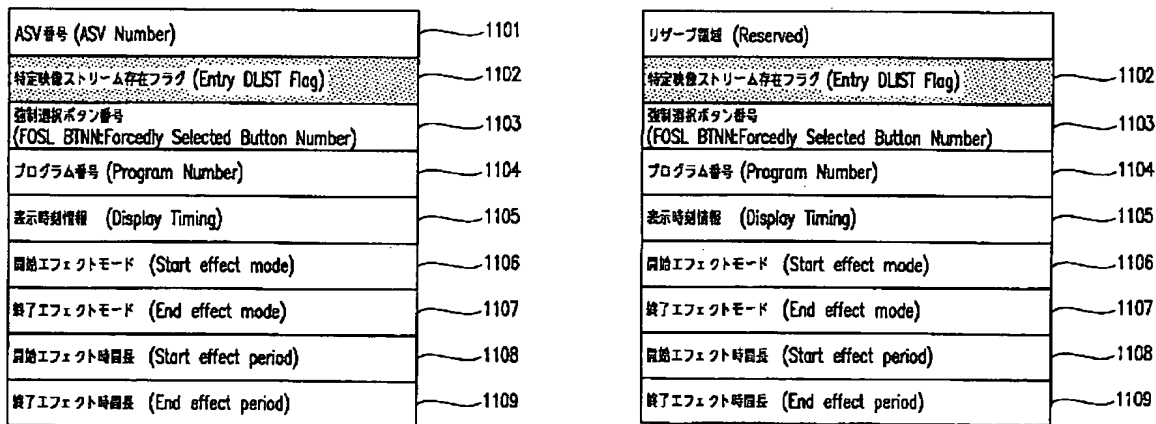 ASV番号 (ASV Number)
1101
特定映像ストリーム存在フラグ (Entry DLIST Flag)
1102
強制選択ボタン番号
(FOSL BTNN:Forcedly Selected Button Number)
1103
プログラム番号 (Program Number)
1104
表示時刻情報 (Display Timing)
1105
開始エフェクトモード (Start effect mode)
1106
終了エフェクトモード (End effect mode)
1107
開始エフェクト時間長 (Start effect period)
1108
終了エフェクト時間長 (End effect period)
1109
リザーブ領域 (Reserved)
特定映像ストリーム存在フラグ (Entry DLIST Flag)
1102
強制選択ボタン番号
(FOSL BTNN:Forcedly Selected Button Number)
1103
プログラム番号 (Program Number)
1104
表示時刻情報 (Display Timing)
1105
開始エフェクトモード (Start effect mode)
1106
終了エフェクトモード (End effect mode)
1107
開始エフェクト時間長 (Start effect period)
1108
終了エフェクト時間長 (End effect period)
1109